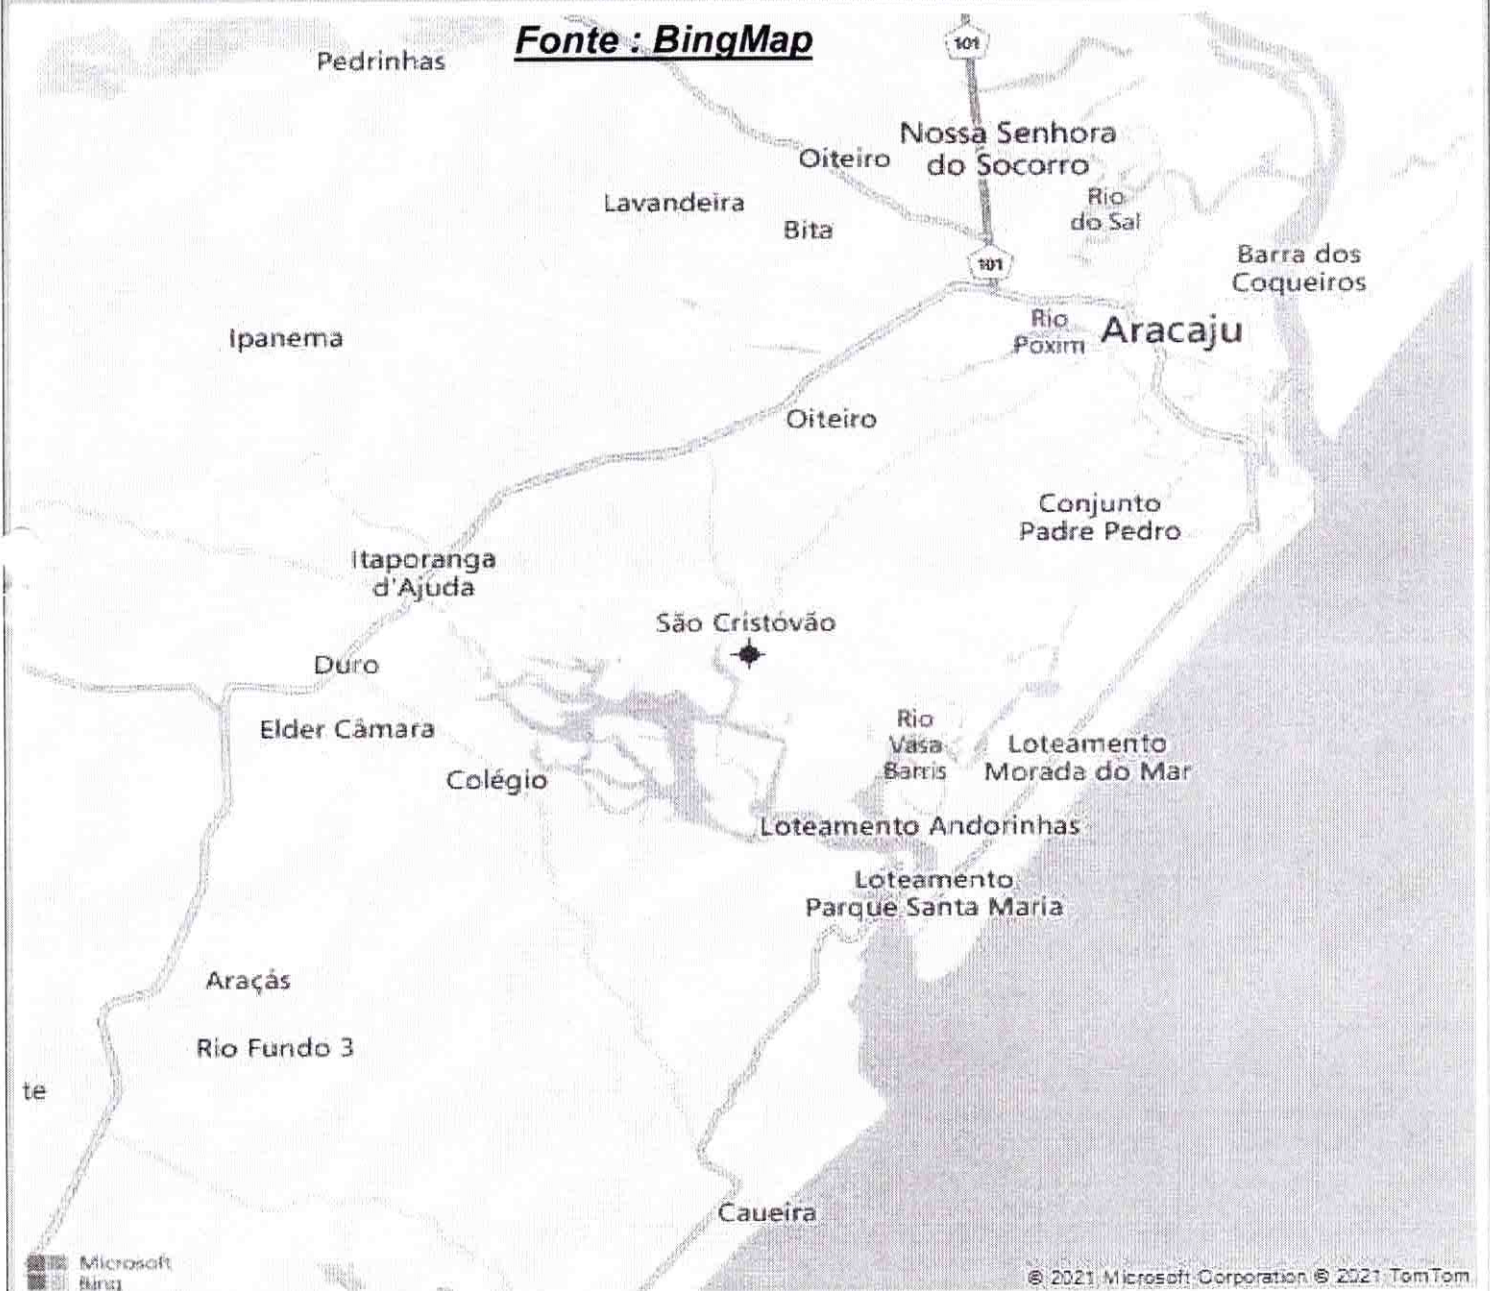 Fonte : BingMap
Pedrinhas
101
Nossa Senhora
do Socorro
Oiteiro
Lavandeira
Bita
Rio
do Sal
101
Barra dos
Coqueiros
Rio
Poxim
Aracaju
Ipanema
Oiteiro
Conjunto
Padre Pedro
Itaporanga
d'Ajuda
São Cristóvão
Duro
Elder Câmara
Colégio
Rio
Vasa
Barris
Loteamento
Morada do Mar
Loteamento Andorinhas
Loteamento
Parque Santa Maria
Araçás
Rio Fundo 3
te
Caueira
Microsoft
Bing
© 2021 Microsoft Corporation © 2021 TomTom